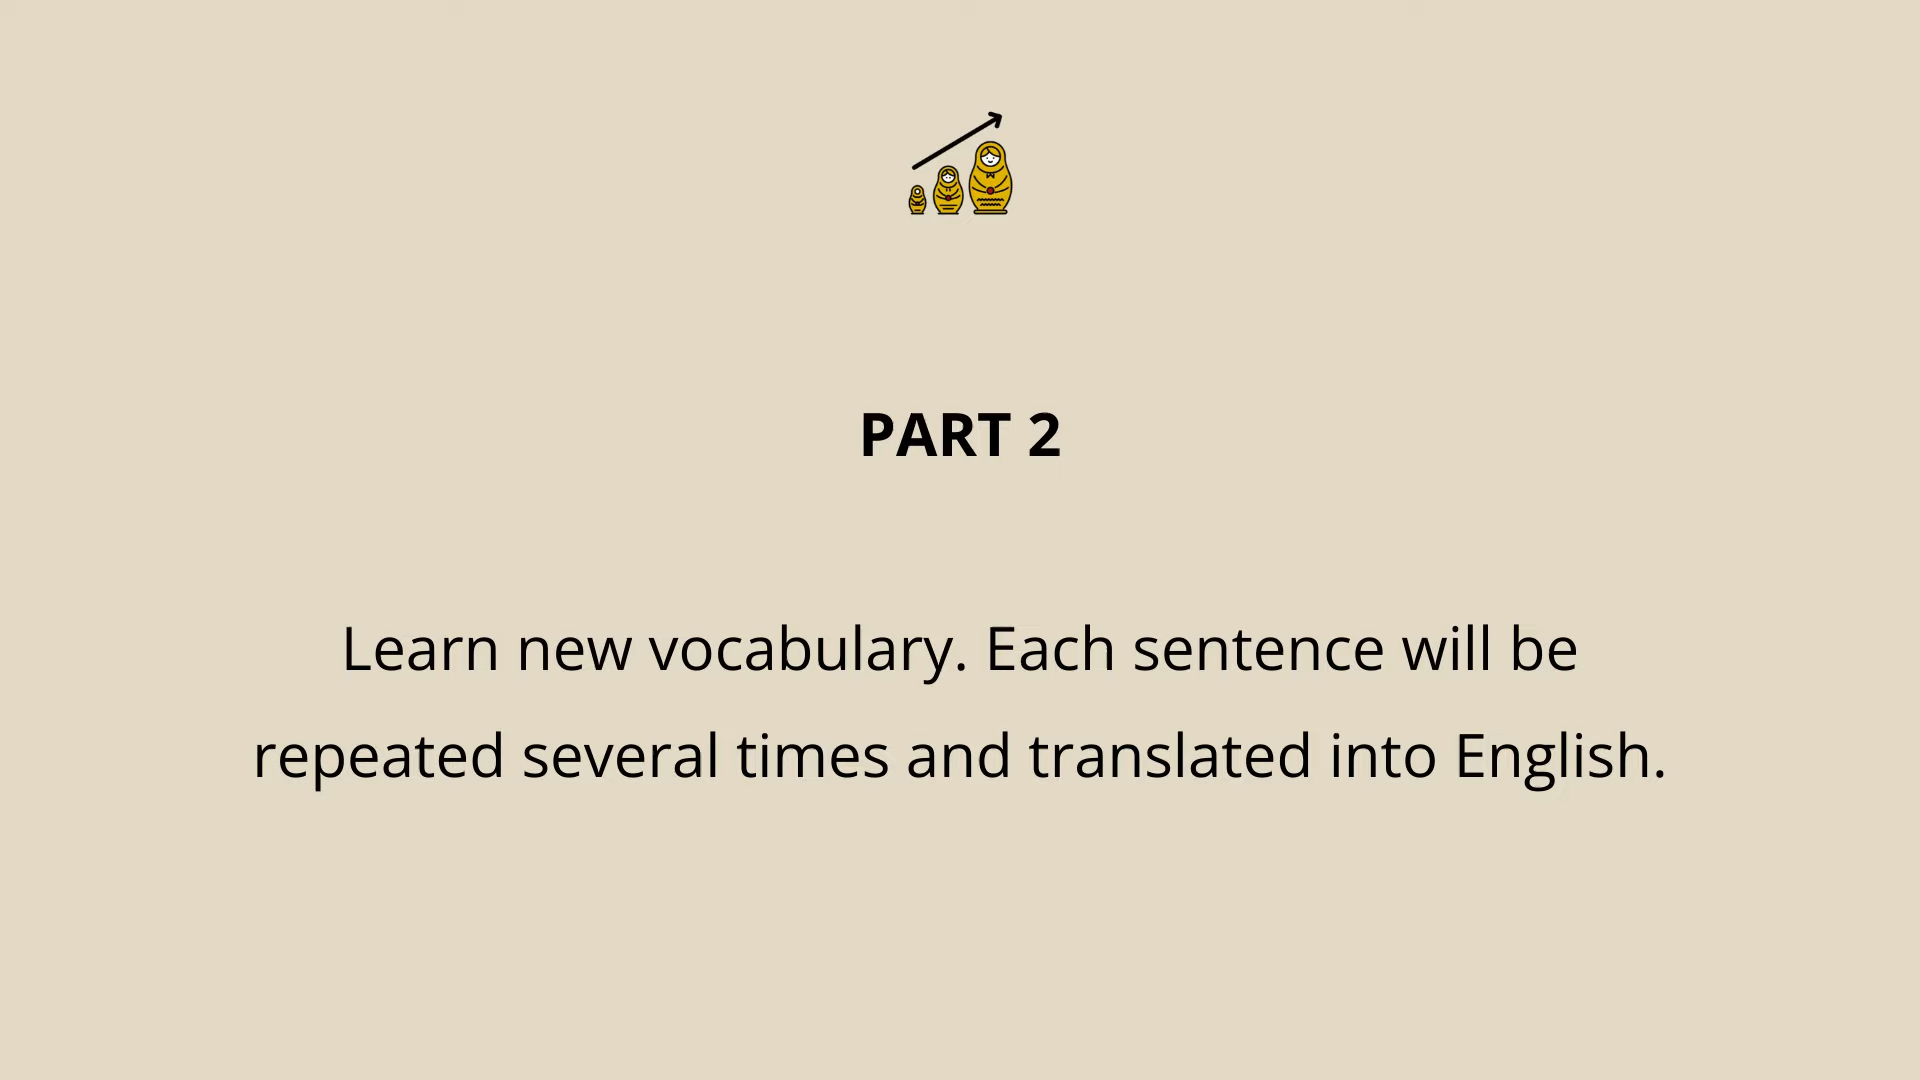 PART 2
Learn new vocabulary. Each sentence will be
repeated several times and translated into English.